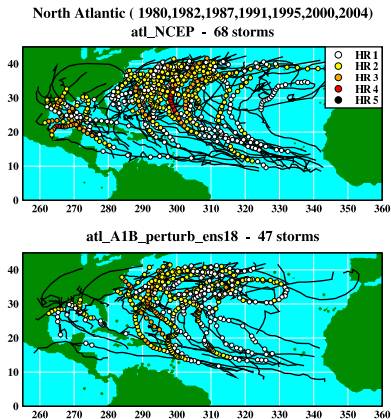 North Atlantic ( 1980,1982,1987,1991,1995,2000,2004)
atl_NCEP - 68 storms
HR 1
HR 2
HR 3
HR 4
HR 5
40
30
20
10
0
260 270 280 290 300 310 320 330 340 350 360
atl_A1B_perturb_ens18 - 47 storms
40
30
20
10
0
260 270 280 290 300 310 320 330 340 350 360